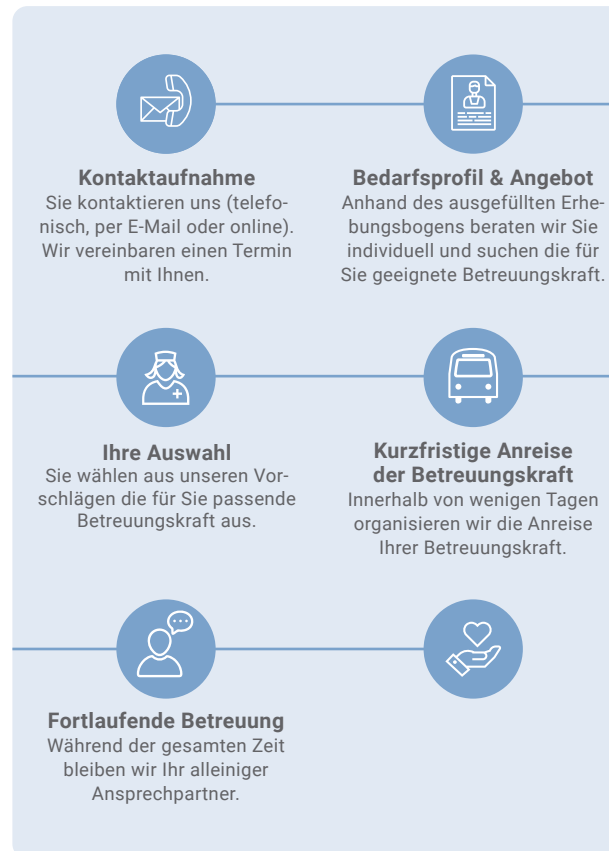 Kontaktaufnahme
Sie kontaktieren uns (telefo-
nisch, per E-Mail oder online).
Wir vereinbaren einen Termin
mit Ihnen.
Bedarfsprofil & Angebot
Anhand des ausgefüllten Erhe-
bungsbogens beraten wir Sie
individuell und suchen die für
Sie geeignete Betreuungskraft.
Ihre Auswahl
Sie wählen aus unseren Vor-
schlägen die für Sie passende
Betreuungskraft aus.
Kurzfristige Anreise
der Betreuungskraft
Innerhalb von wenigen Tagen
organisieren wir die Anreise
Ihrer Betreuungskraft.
Fortlaufende Betreuung
Während der gesamten Zeit
bleiben wir Ihr alleiniger
Ansprechpartner.